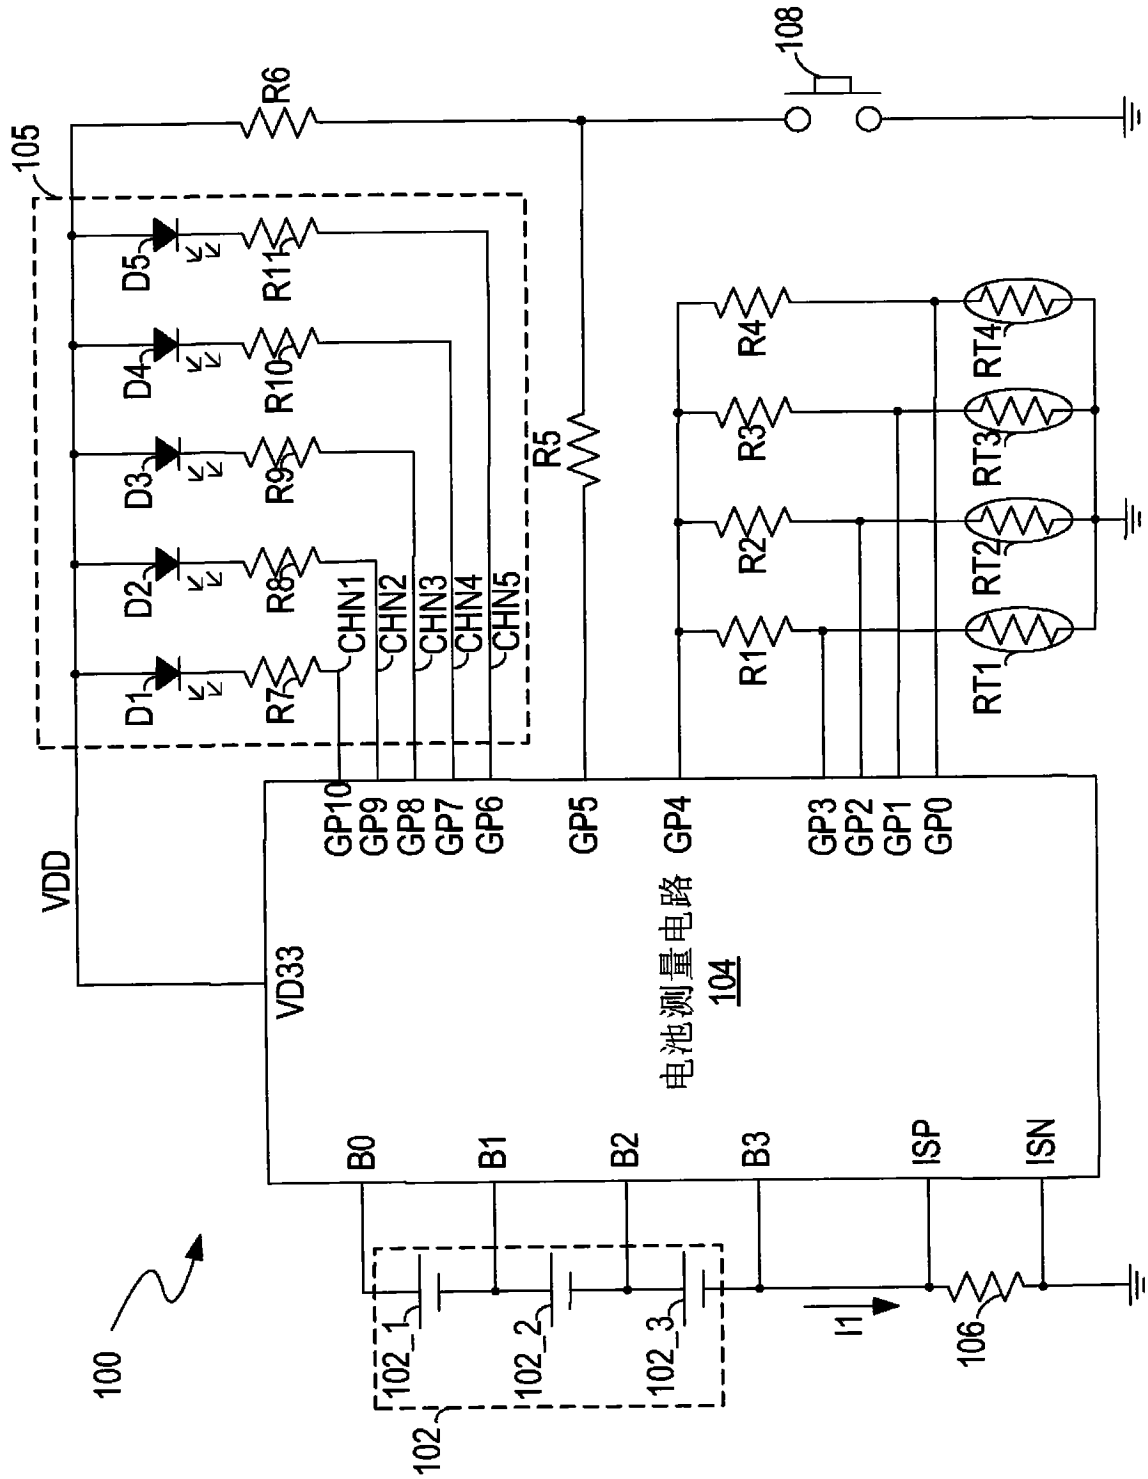 100
102
102_1
102_2
102_3
I1
106
B0
B1
B2
B3
ISP
ISN
VD33
电池测量电路
104
GP10
GP9
GP8
GP7
GP6
GP5
GP4
GP3
GP2
GP1
GP0
VDD
105
D1
D2
D3
D4
D5
R7
R8
R9
R10
R11
CHN1
CHN2
CHN3
CHN4
CHN5
R6
R5
108
R1
R2
R3
R4
RT1
RT2
RT3
RT4